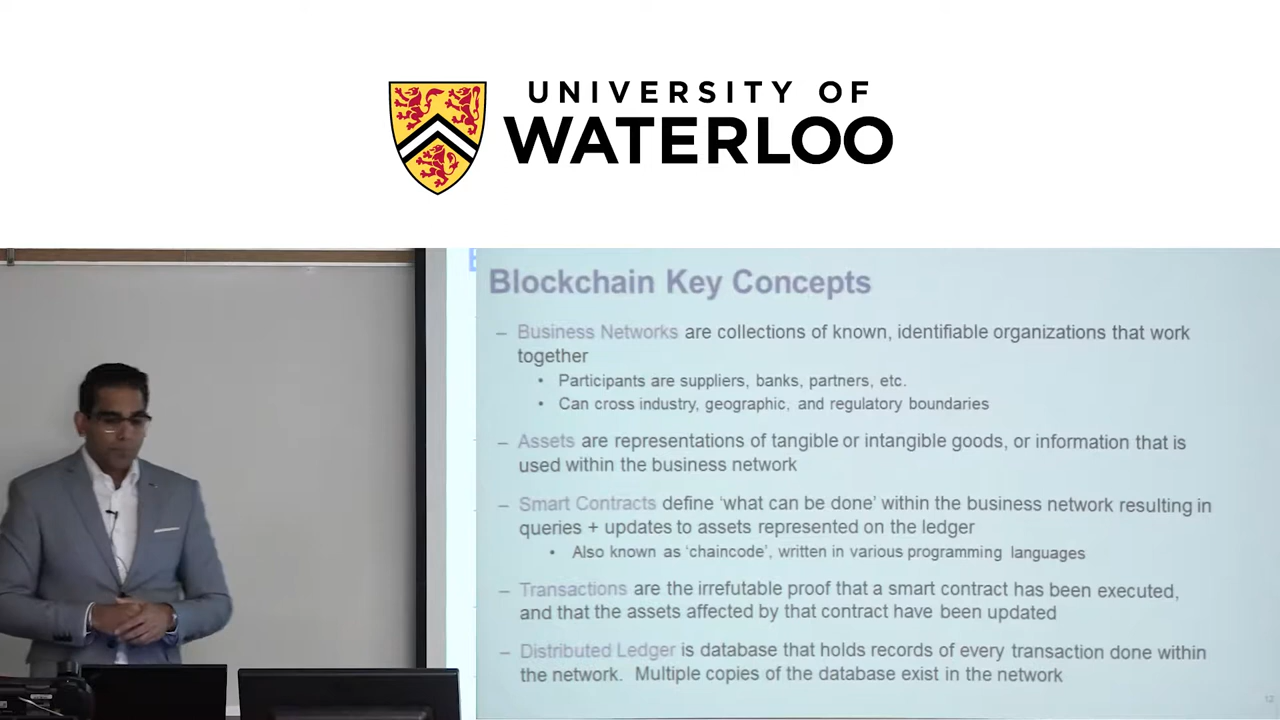 UNIVERSITY OF
WATERLOO
Blockchain Key Concepts
– Business Networks are collections of known, identifiable organizations that work
together
• Participants are suppliers, banks, partners, etc.
• Can cross industry, geographic, and regulatory boundaries
– Assets are representations of tangible or intangible goods, or information that is
used within the business network
– Smart Contracts define ‘what can be done’ within the business network resulting in
queries + updates to assets represented on the ledger
• Also known as ‘chaincode’, written in various programming languages
– Transactions are the irrefutable proof that a smart contract has been executed,
and that the assets affected by that contract have been updated
– Distributed Ledger is database that holds records of every transaction done within
the network. Multiple copies of the database exist in the network